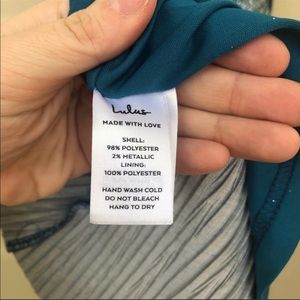 Lulus
MADE WITH LOVE
SHELL:
98% POLYESTER
2% METALLIC
LINING:
100% POLYESTER
HAND WASH COLD
DO NOT BLEACH
HANG TO DRY